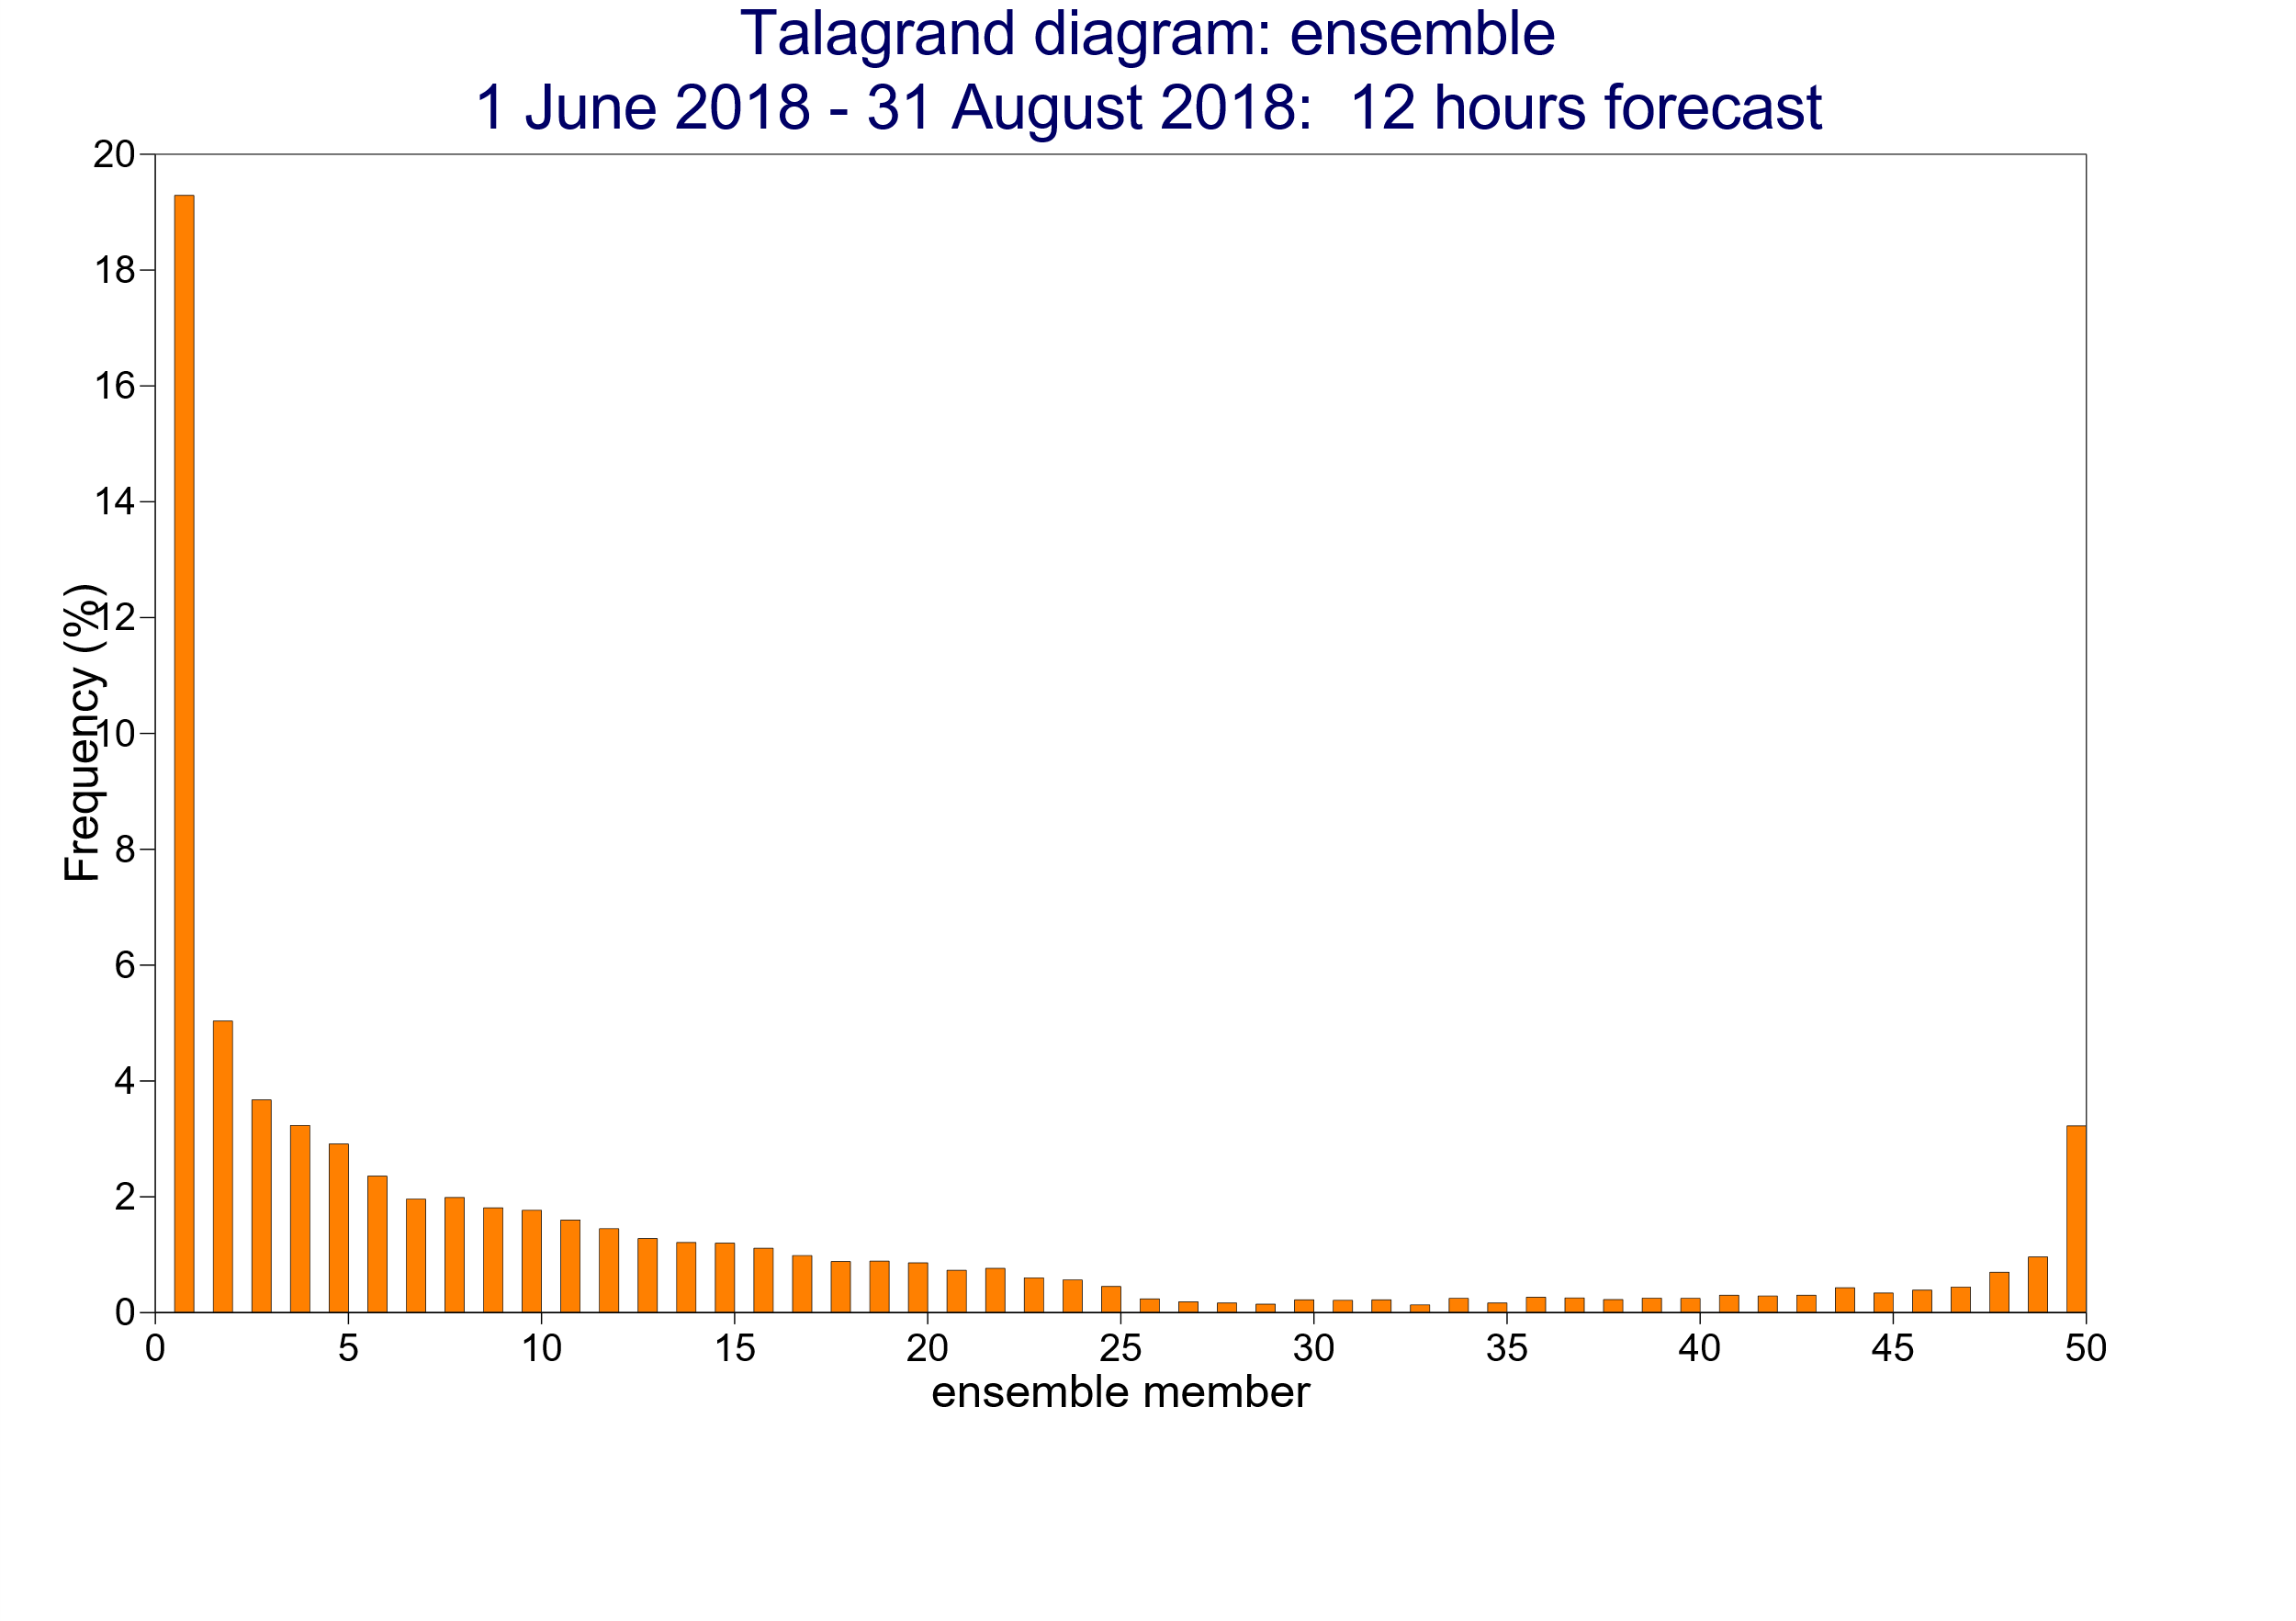 Talagrand diagram: ensemble
1 June 2018 - 31 August 2018:  12 hours forecast
20
18
16
14
12
10
8
6
4
2
0
Frequency (%)
0 5 10 15 20 25 30 35 40 45 50
ensemble member